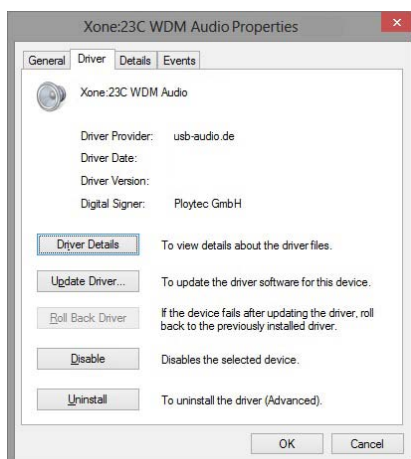 Xone:23C WDM Audio Properties
General Driver Details Events
Xone:23C WDM Audio
Driver Provider: usb-audio.de
Driver Date:
Driver Version:
Digital Signer: Ploytec GmbH
Driver Details To view details about the driver files.
Update Driver... To update the driver software for this device.
Roll Back Driver If the device fails after updating the driver, roll
back to the previously installed driver.
Disable Disables the selected device.
Uninstall To uninstall the driver (Advanced).
OK Cancel